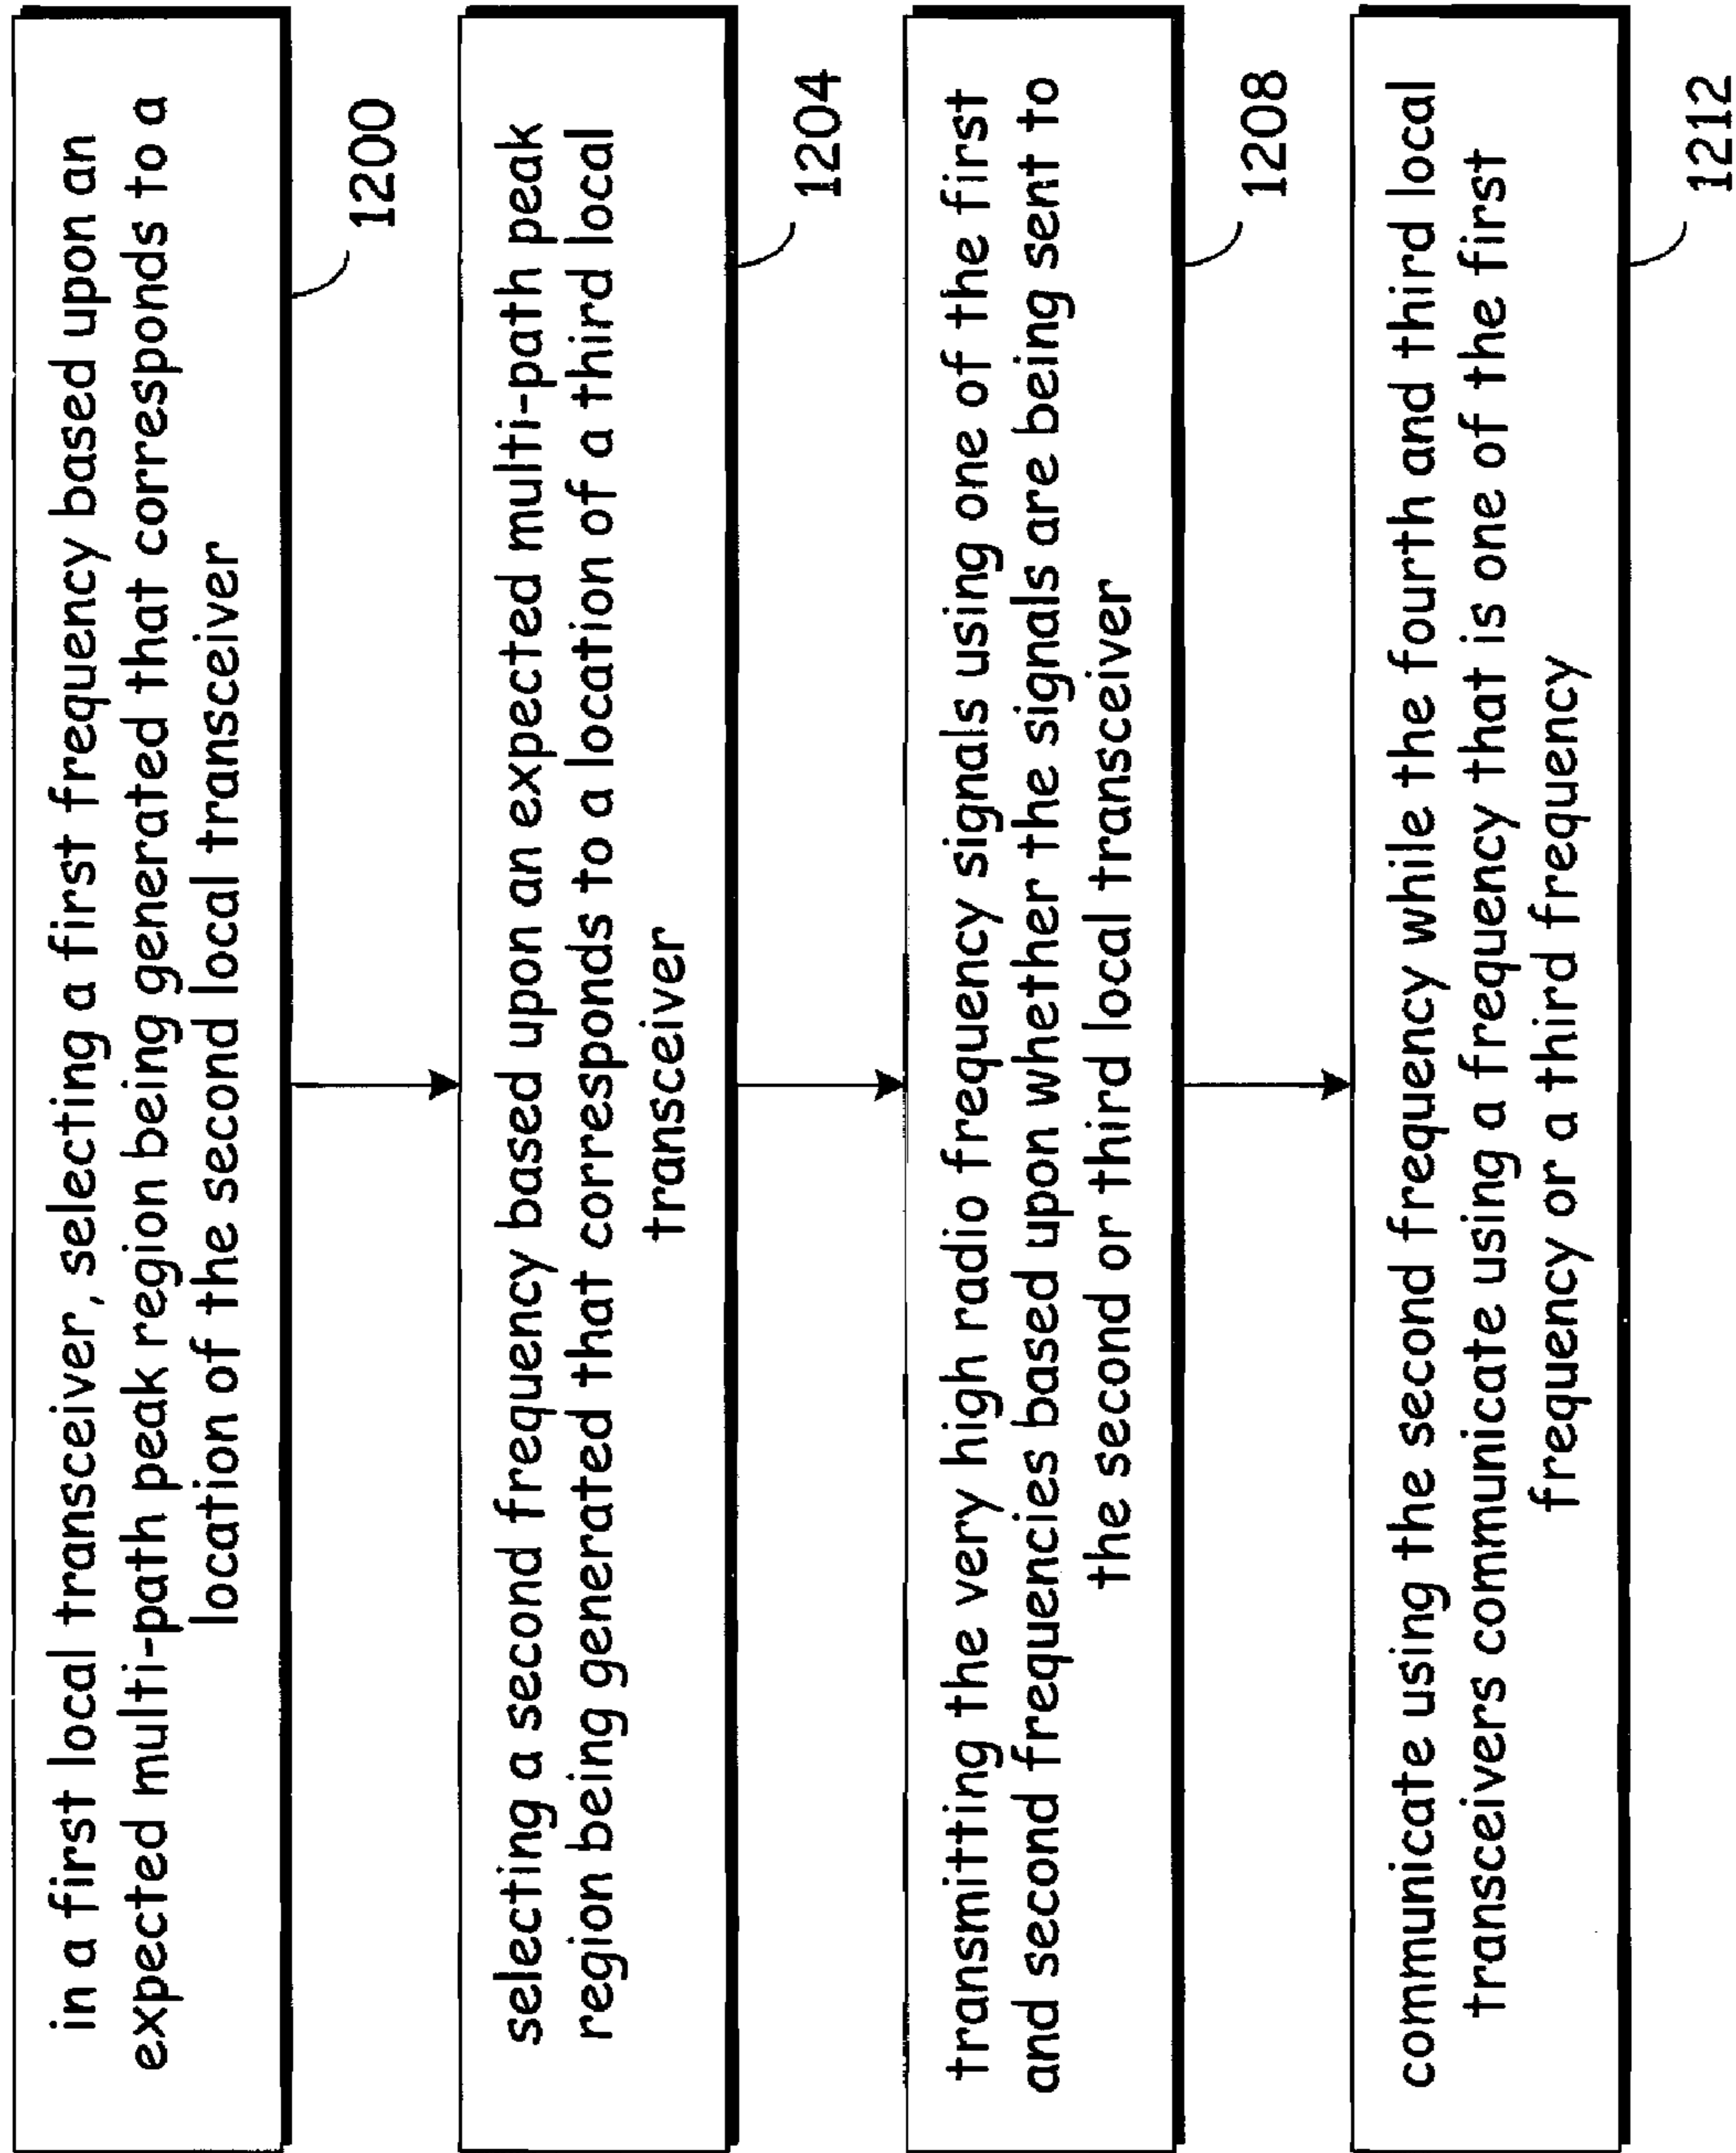 in a first local transceiver, selecting a first frequency based upon an
expected multi-path peak region being generated that corresponds to a
location of the second local transceiver
1200
selecting a second frequency based upon an expected multi-path peak
region being generated that corresponds to a location of a third local
transceiver
1204
transmitting the very high radio frequency signals using one of the first
and second frequencies based upon whether the signals are being sent to
the second or third local transceiver
1208
communicate using the second frequency while the fourth and third local
transceivers communicate using a frequency that is one of the first
frequency or a third frequency
1212